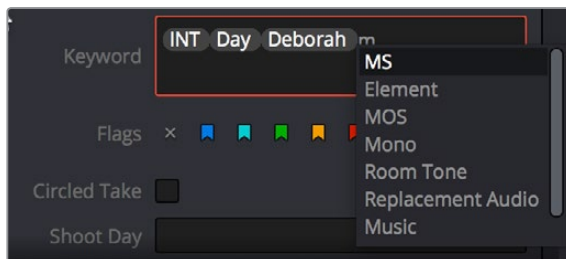 Keyword INT Day Deborah m
MS
Element
Flags MOS
Mono
Room Tone
Circled Take Replacement Audio
Shoot Day Music